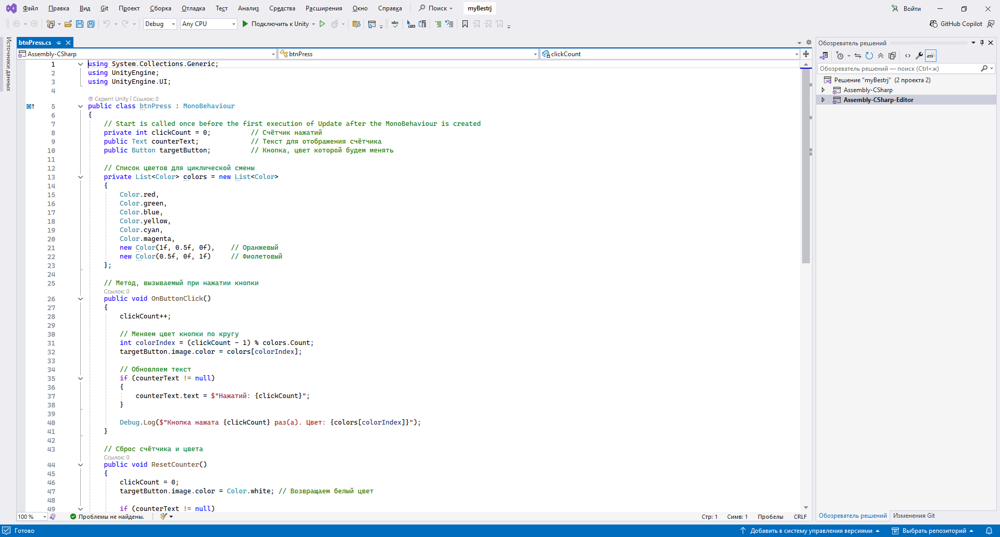 Файл Правка Вид Git Проект Сборка Отладка Тест Анализ Средства Расширения Окно Справка Поиск myBestrj Войти
Debug Any CPU Подключить к Unity abc GitHub Copilot
Источники данных
btnPress.cs
Обозреватель решений
Assembly-CSharp btnPress clickCount
Обозреватель решений — поиск (Ctrl+ж)
Решение "myBestrj" (2 проекта 2)
Assembly-CSharp
Assembly-CSharp-Editor
1 using System.Collections.Generic;
2 using UnityEngine;
3 using UnityEngine.UI;
4
Скрипт Unity | Ссылок: 0
5 public class btnPress : MonoBehaviour
6 {
7 // Start is called once before the first execution of Update after the MonoBehaviour is created
8 private int clickCount = 0; // Счётчик нажатий
9 public Text counterText; // Текст для отображения счётчика
10 public Button targetButton; // Кнопка, цвет которой будем менять
11
12 // Список цветов для циклической смены
13 private List<Color> colors = new List<Color>
14 {
15 Color.red,
16 Color.green,
17 Color.blue,
18 Color.yellow,
19 Color.cyan,
20 Color.magenta,
21 new Color(1f, 0.5f, 0f), // Оранжевый
22 new Color(0.5f, 0f, 1f) // Фиолетовый
23 };
24
25 // Метод, вызываемый при нажатии кнопки
Ссылок: 0
26 public void OnButtonClick()
27 {
28 clickCount++;
29
30 // Меняем цвет кнопки по кругу
31 int colorIndex = (clickCount - 1) % colors.Count;
32 targetButton.image.color = colors[colorIndex];
33
34 // Обновляем текст
35 if (counterText != null)
36 {
37 counterText.text = $"Нажатий: {clickCount}";
38 }
39
40 Debug.Log($"Кнопка нажата {clickCount} раз(а). Цвет: {colors[colorIndex]}");
41 }
42
43 // Сброс счётчика и цвета
Ссылок: 0
44 public void ResetCounter()
45 {
46 clickCount = 0;
47 targetButton.image.color = Color.white; // Возвращаем белый цвет
48
49 if (counterText != null)
100 % Проблемы не найдены. Стр: 1 Симв: 1 Пробелы CRLF
Обозреватель решений Изменения Git
Готово Добавить в систему управления версиями Выбрать репозиторий